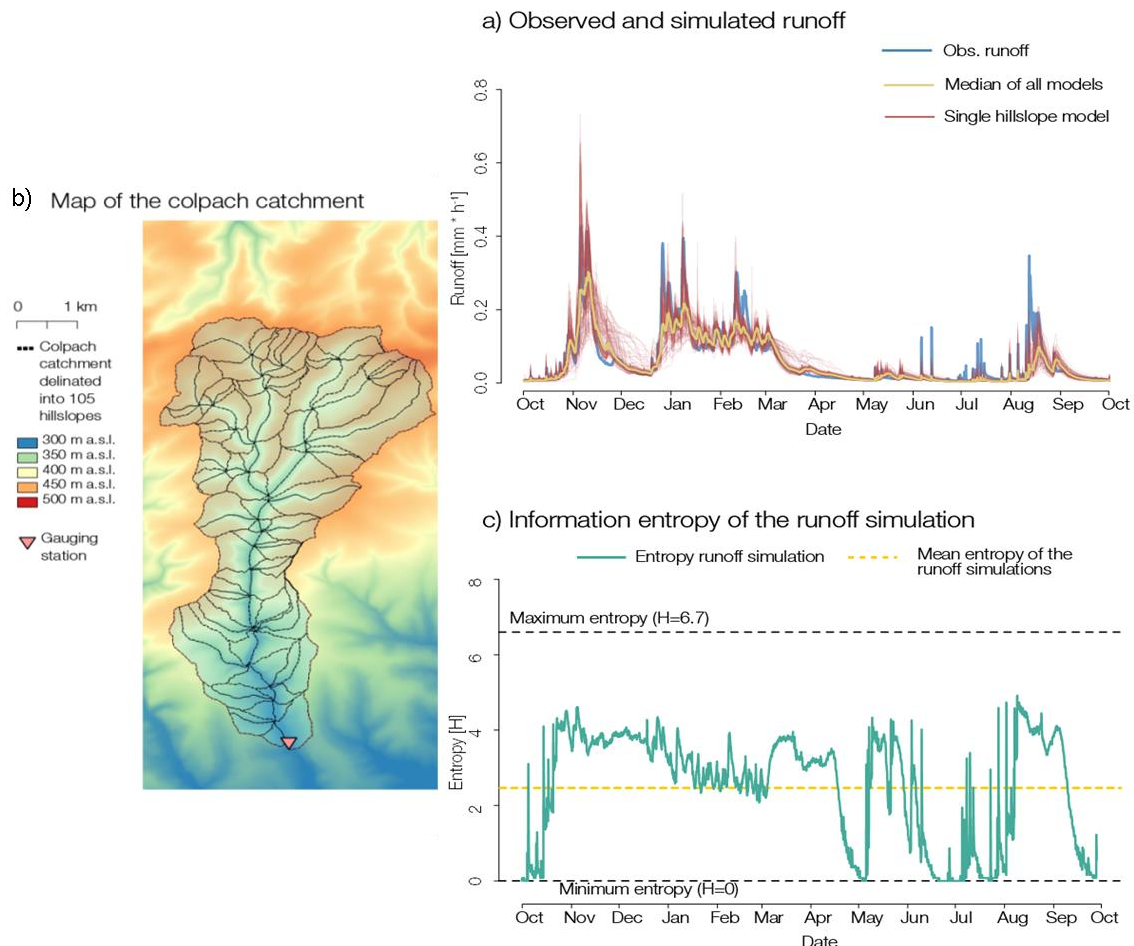 a) Observed and simulated runoff
Obs. runoff
Median of all models
Single hillslope model
Runoff [mm * h-1]
0.8
0.6
0.4
0.2
0.0
Oct Nov Dec Jan Feb Mar Apr May Jun Jul Aug Sep Oct
Date
b) Map of the colpach catchment
0 1 km
Colpach
catchment
delinated
into 105
hillslopes
300 m a.s.l.
350 m a.s.l.
400 m a.s.l.
450 m a.s.l.
500 m a.s.l.
Gauging
station
c) Information entropy of the runoff simulation
Entropy runoff simulation
Mean entropy of the
runoff simulations
Entropy [H]
8
6
4
2
0
Maximum entropy (H=6.7)
Minimum entropy (H=0)
Oct Nov Dec Jan Feb Mar Apr May Jun Jul Aug Sep Oct
Date